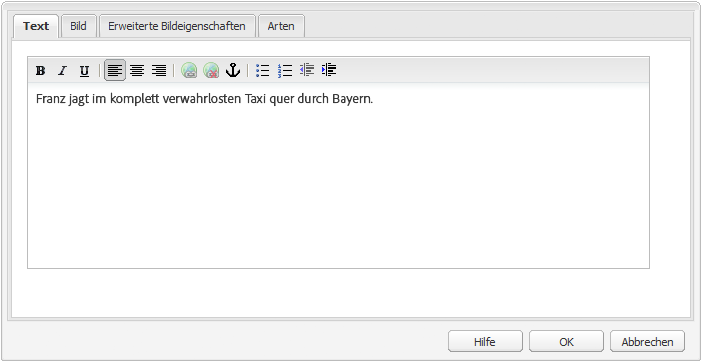 Text Bild Erweiterte Bildeigenschaften Arten
B I U
Franz jagt im komplett verwahrlosten Taxi quer durch Bayern.
Hilfe OK Abbrechen